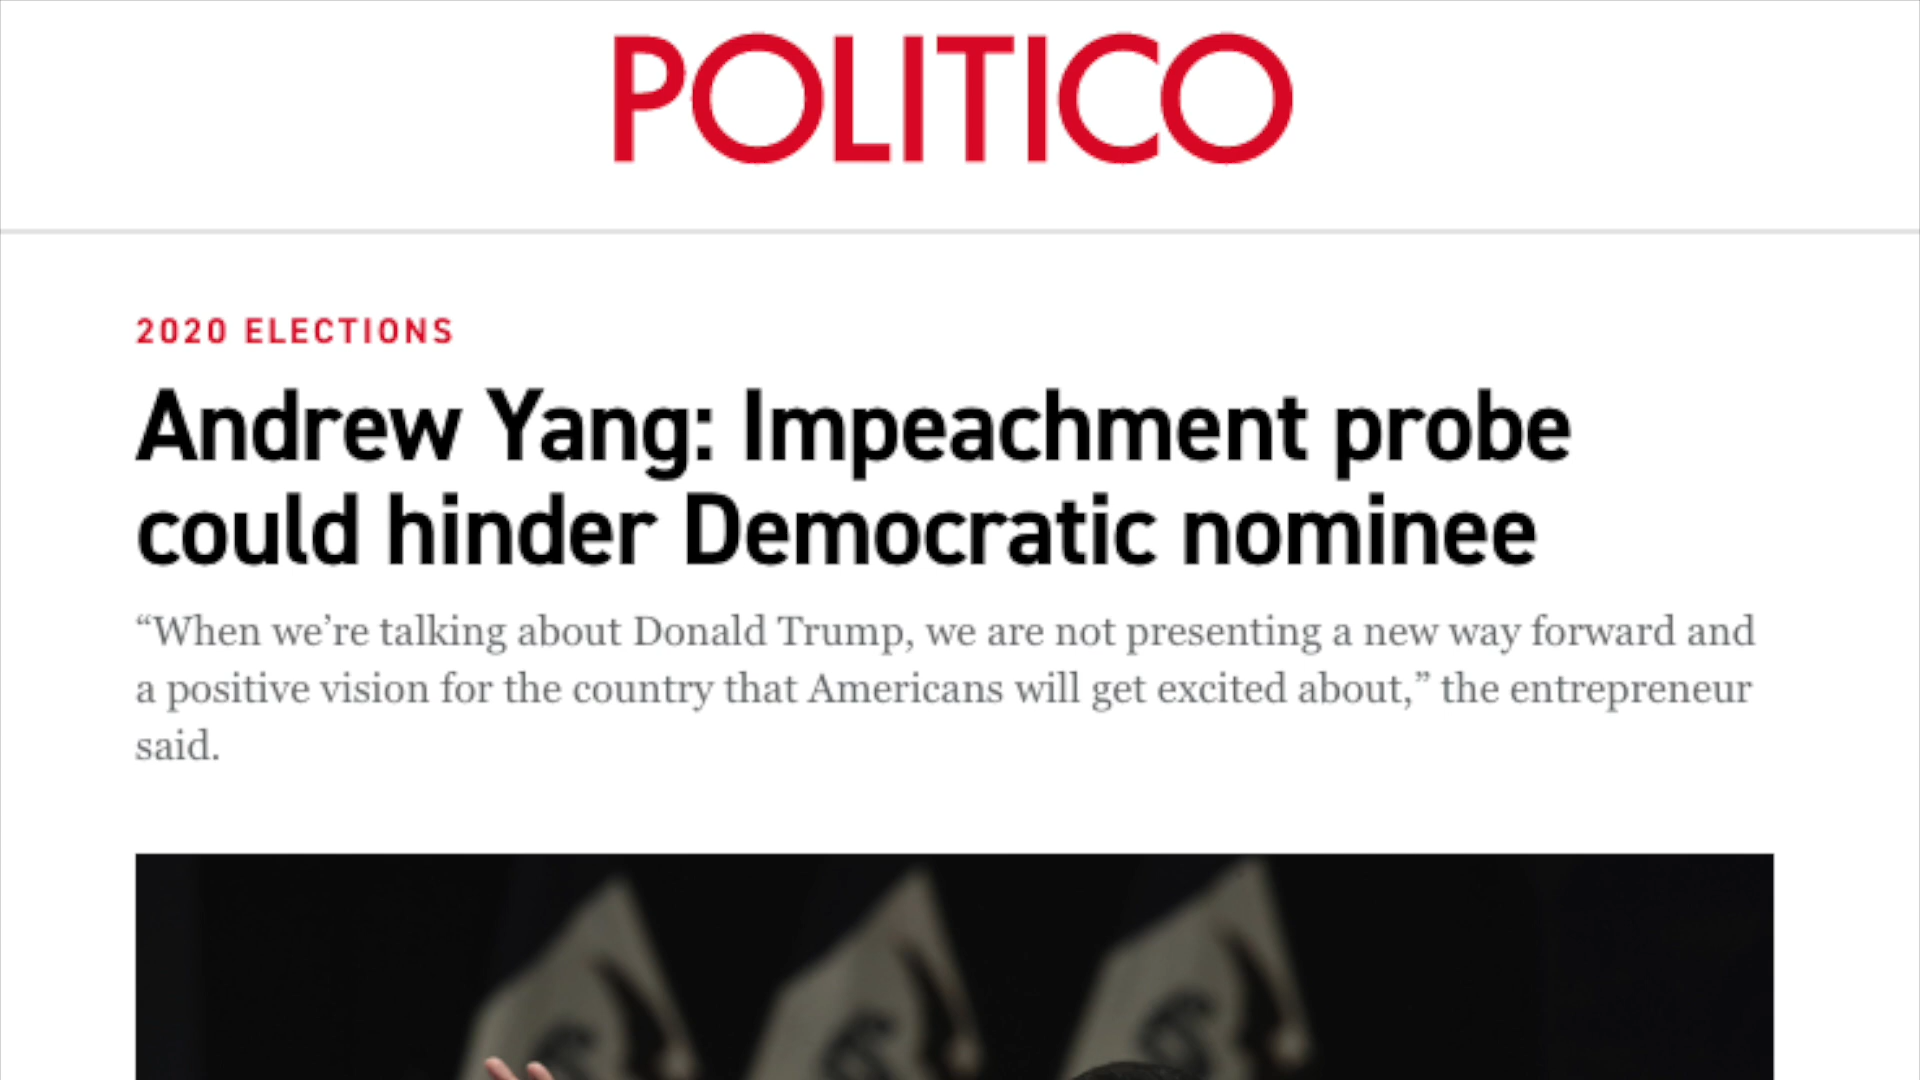 POLITICO
2020 ELECTIONS
Andrew Yang: Impeachment probe
could hinder Democratic nominee
“When we’re talking about Donald Trump, we are not presenting a new way forward and
a positive vision for the country that Americans will get excited about,” the entrepreneur
said.